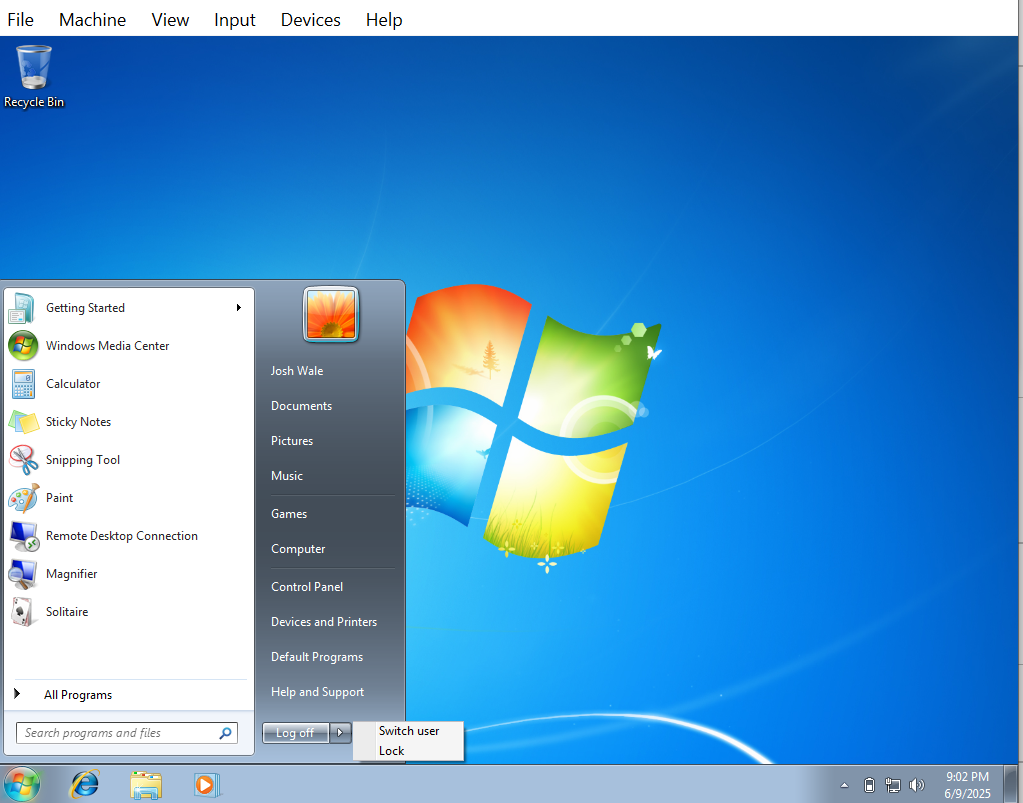 File Machine View Input Devices Help
Recycle Bin
Getting Started
Windows Media Center
Calculator
Sticky Notes
Snipping Tool
Paint
Remote Desktop Connection
Magnifier
Solitaire
All Programs
Search programs and files
Josh Wale
Documents
Pictures
Music
Games
Computer
Control Panel
Devices and Printers
Default Programs
Help and Support
Log off
Switch user
Lock
9:02 PM
6/9/2025